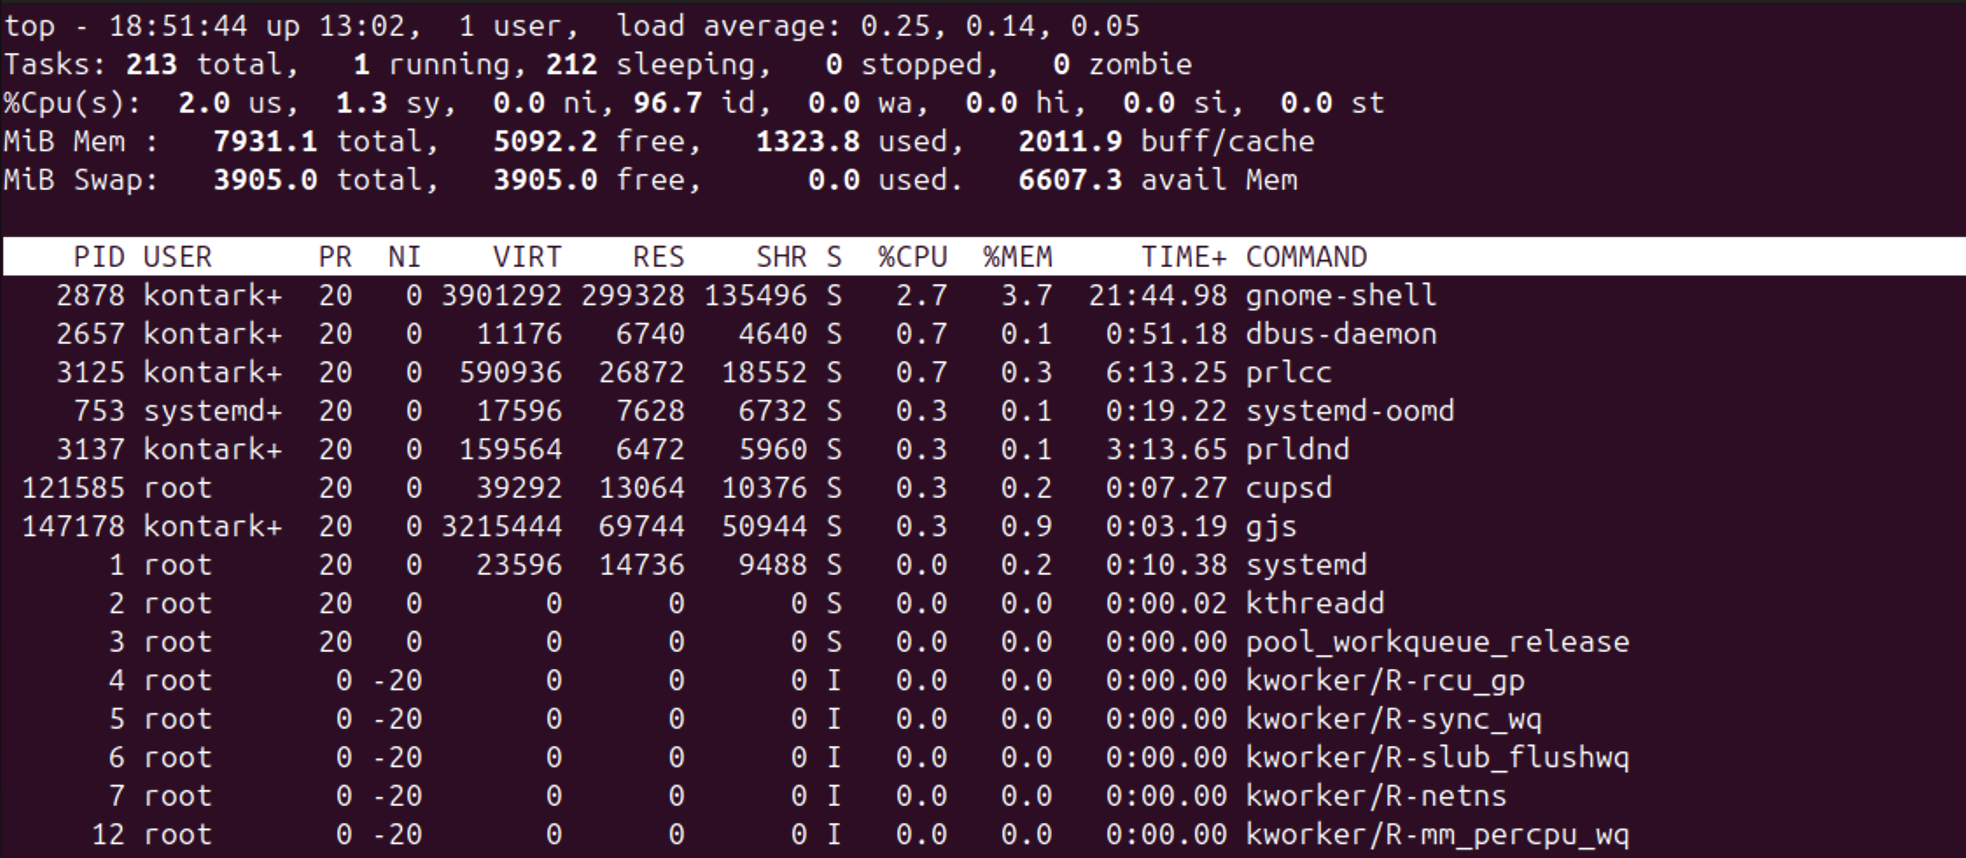 top - 18:51:44 up 13:02,  1 user,  load average: 0.25, 0.14, 0.05
Tasks: 213 total,   1 running, 212 sleeping,   0 stopped,   0 zombie
%Cpu(s):  2.0 us,  1.3 sy,  0.0 ni, 96.7 id,  0.0 wa,  0.0 hi,  0.0 si,  0.0 st
MiB Mem :   7931.1 total,   5092.2 free,   1323.8 used,   2011.9 buff/cache
MiB Swap:   3905.0 total,   3905.0 free,      0.0 used.   6607.3 avail Mem
    PID USER      PR  NI    VIRT    RES    SHR S  %CPU  %MEM     TIME+ COMMAND
   2878 kontark+  20   0 3901292 299328 135496 S   2.7   3.7  21:44.98 gnome-shell
   2657 kontark+  20   0   11176   6740   4640 S   0.7   0.1   0:51.18 dbus-daemon
   3125 kontark+  20   0  590936  26872  18552 S   0.7   0.3   6:13.25 prlcc
    753 systemd+  20   0   17596   7628   6732 S   0.3   0.1   0:19.22 systemd-oomd
   3137 kontark+  20   0  159564   6472   5960 S   0.3   0.1   3:13.65 prldnd
 121585 root      20   0   39292  13064  10376 S   0.3   0.2   0:07.27 cupsd
 147178 kontark+  20   0 3215444  69744  50944 S   0.3   0.9   0:03.19 gjs
      1 root      20   0   23596  14736   9488 S   0.0   0.2   0:10.38 systemd
      2 root      20   0       0      0      0 S   0.0   0.0   0:00.02 kthreadd
      3 root      20   0       0      0      0 S   0.0   0.0   0:00.00 pool_workqueue_release
      4 root       0 -20       0      0      0 I   0.0   0.0   0:00.00 kworker/R-rcu_gp
      5 root       0 -20       0      0      0 I   0.0   0.0   0:00.00 kworker/R-sync_wq
      6 root       0 -20       0      0      0 I   0.0   0.0   0:00.00 kworker/R-slub_flushwq
      7 root       0 -20       0      0      0 I   0.0   0.0   0:00.00 kworker/R-netns
     12 root       0 -20       0      0      0 I   0.0   0.0   0:00.00 kworker/R-mm_percpu_wq